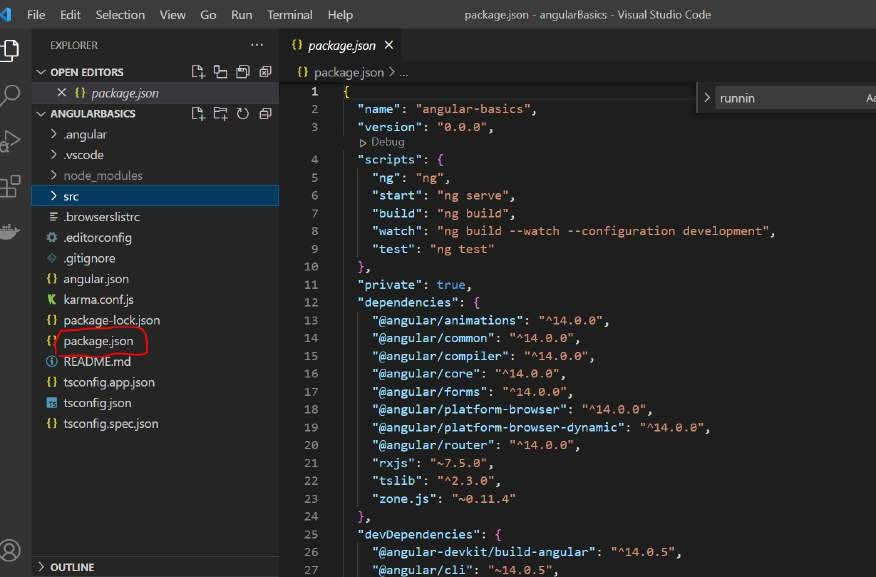 File Edit Selection View Go Run Terminal Help package.json - angularBasics - Visual Studio Code
EXPLORER ...
OPEN EDITORS
{} package.json
ANGULARBASICS
.angular
.vscode
node_modules
src
.browserslistrc
.editorconfig
.gitignore
{} angular.json
karma.conf.js
{} package-lock.json
{} package.json
README.md
{} tsconfig.app.json
TS tsconfig.json
{} tsconfig.spec.json
OUTLINE
{} package.json
{} package.json > ...
runnin Aa
1 {
2 "name": "angular-basics",
3 "version": "0.0.0",
Debug
4 "scripts": {
5 "ng": "ng",
6 "start": "ng serve",
7 "build": "ng build",
8 "watch": "ng build --watch --configuration development",
9 "test": "ng test"
10 },
11 "private": true,
12 "dependencies": {
13 "@angular/animations": "^14.0.0",
14 "@angular/common": "^14.0.0",
15 "@angular/compiler": "^14.0.0",
16 "@angular/core": "^14.0.0",
17 "@angular/forms": "^14.0.0",
18 "@angular/platform-browser": "^14.0.0",
19 "@angular/platform-browser-dynamic": "^14.0.0",
20 "@angular/router": "^14.0.0",
21 "rxjs": "~7.5.0",
22 "tslib": "^2.3.0",
23 "zone.js": "~0.11.4"
24 },
25 "devDependencies": {
26 "@angular-devkit/build-angular": "^14.0.5",
27 "@angular/cli": "~14.0.5",